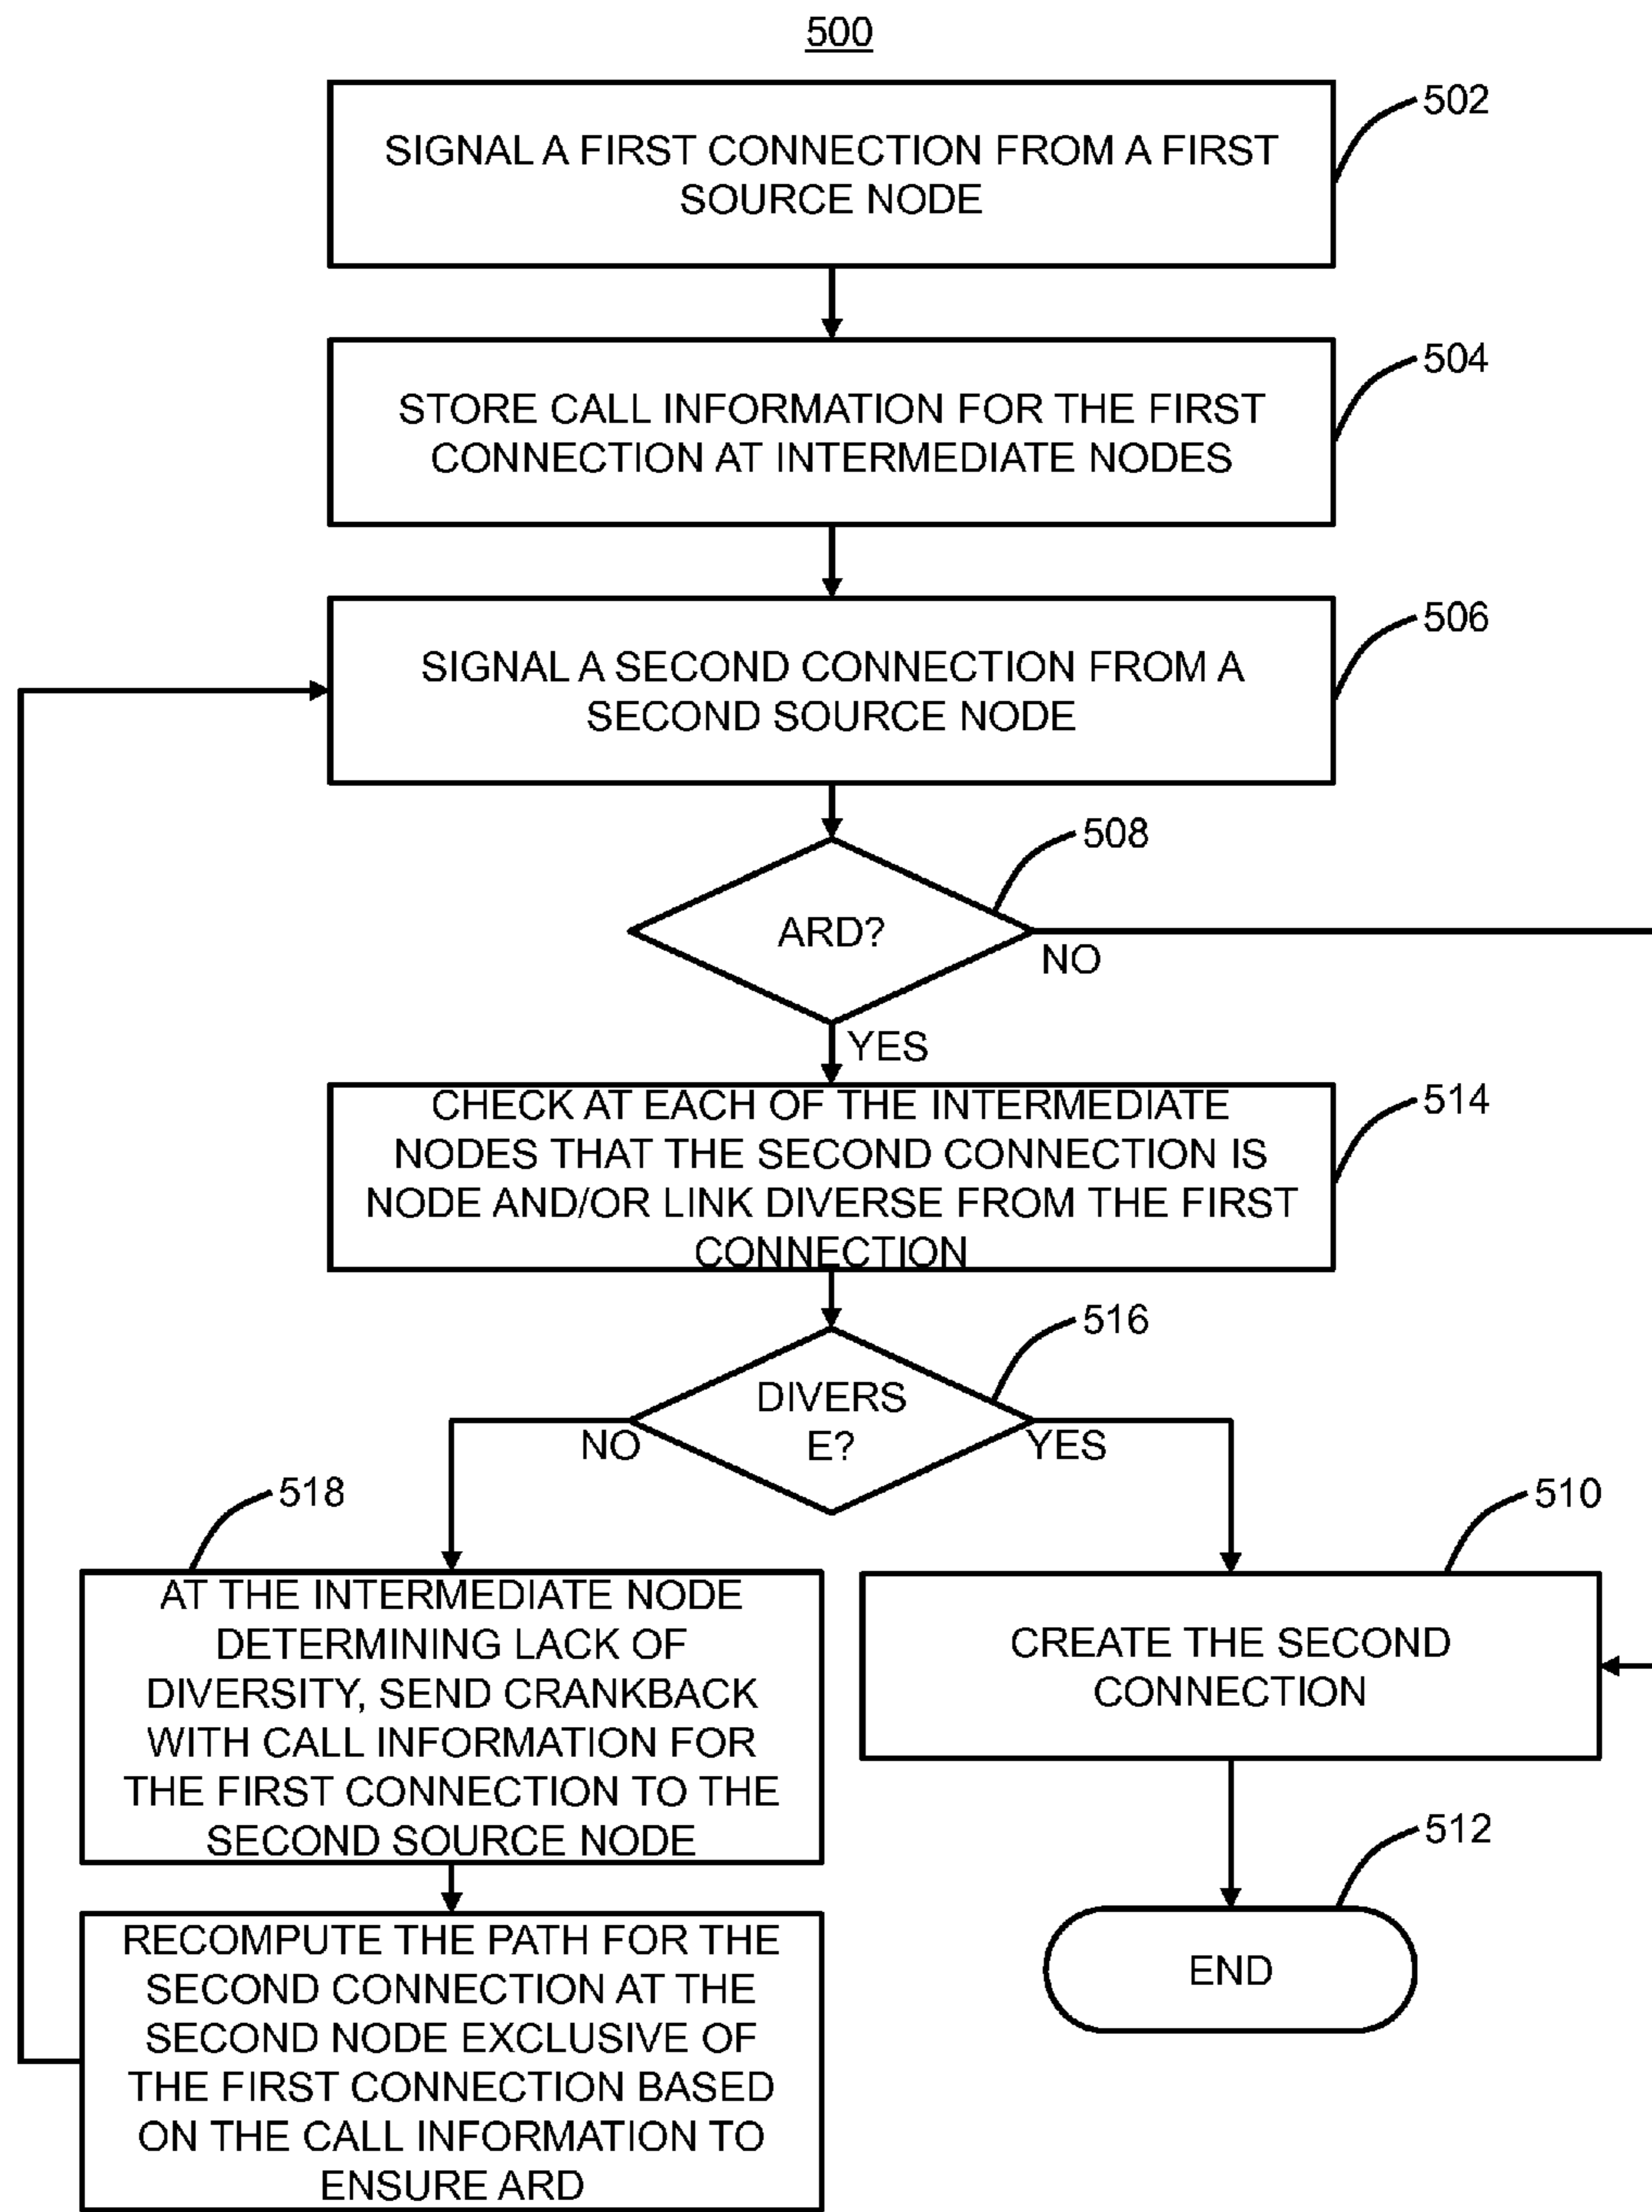 500
502
SIGNAL A FIRST CONNECTION FROM A FIRST
SOURCE NODE
504
STORE CALL INFORMATION FOR THE FIRST
CONNECTION AT INTERMEDIATE NODES
506
SIGNAL A SECOND CONNECTION FROM A
SECOND SOURCE NODE
508
ARD?
NO
YES
514
CHECK AT EACH OF THE INTERMEDIATE
NODES THAT THE SECOND CONNECTION IS
NODE AND/OR LINK DIVERSE FROM THE FIRST
CONNECTION
516
DIVERS
E?
NO
YES
518
510
AT THE INTERMEDIATE NODE
DETERMINING LACK OF
DIVERSITY, SEND CRANKBACK
WITH CALL INFORMATION FOR
THE FIRST CONNECTION TO THE
SECOND SOURCE NODE
CREATE THE SECOND
CONNECTION
512
END
RECOMPUTE THE PATH FOR THE
SECOND CONNECTION AT THE
SECOND NODE EXCLUSIVE OF
THE FIRST CONNECTION BASED
ON THE CALL INFORMATION TO
ENSURE ARD